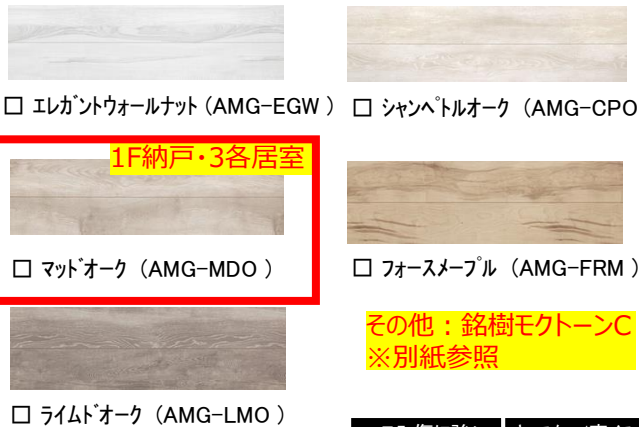 □ エレガントウォールナット（AMG-EGW ）
□ シャンペトルオーク（AMG-CPO
1F納戸・3各居室
□ マッドオーク（AMG-MDO ）
□ フォースメープル（AMG-FRM ）
その他：銘樹モクトーンC
※別紙参照
□ ライムドオーク（AMG-LMO ）